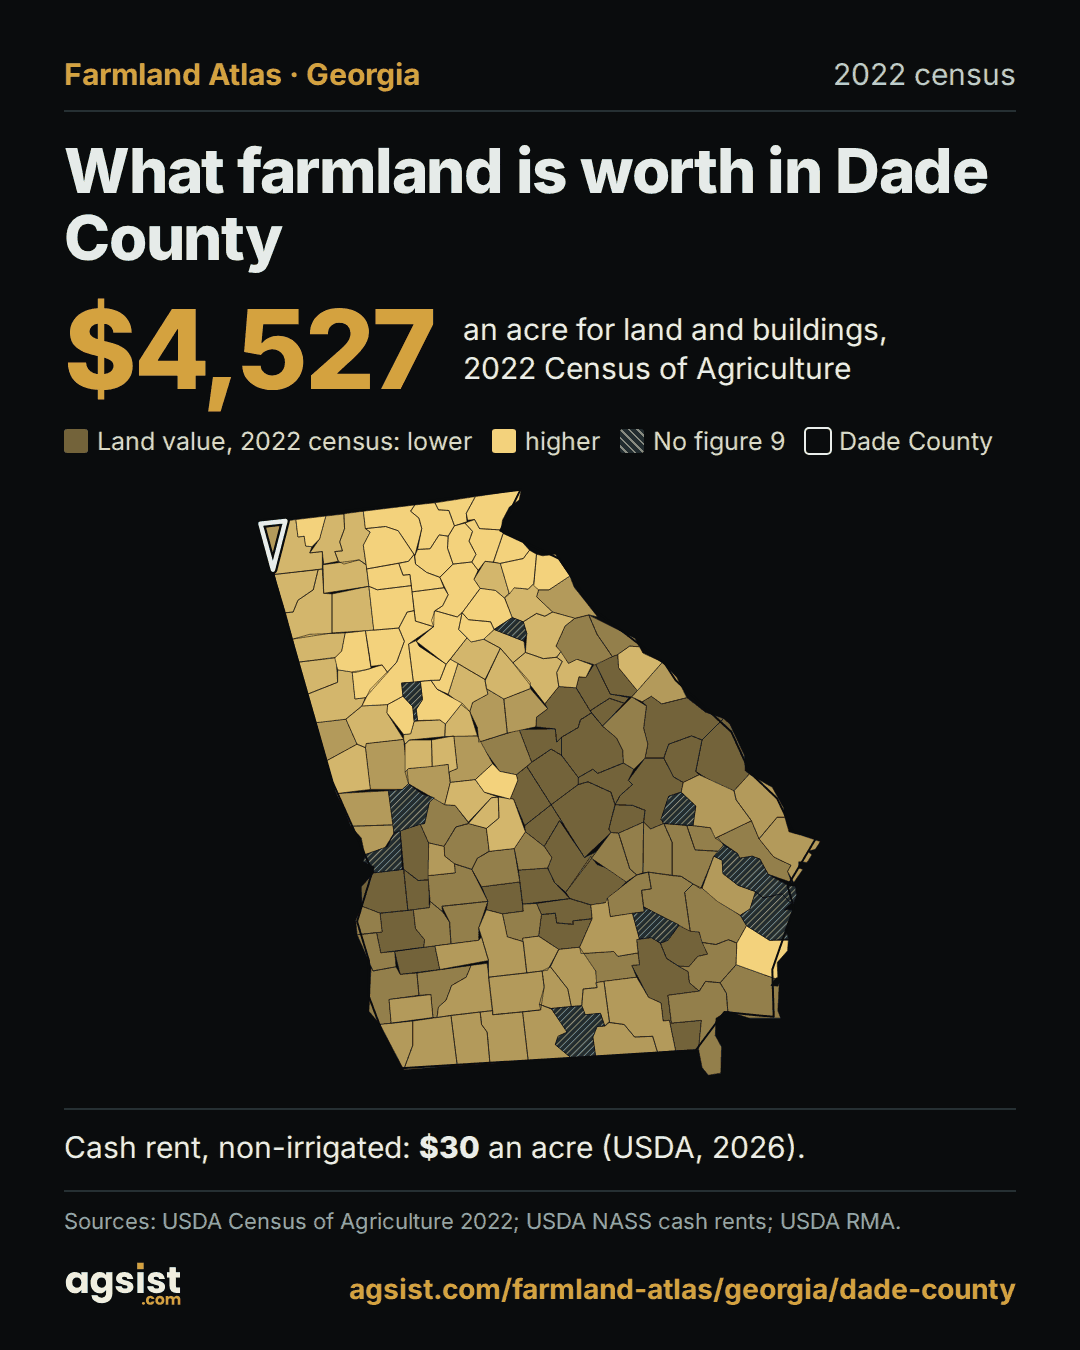 Farmland Atlas · Georgia
2022 census
What farmland is worth in Dade
County
$4,527
an acre for land and buildings,
2022 Census of Agriculture
Land value, 2022 census: lower
higher
No figure 9
Dade County
Cash rent, non-irrigated: $30 an acre (USDA, 2026).
Sources: USDA Census of Agriculture 2022; USDA NASS cash rents; USDA RMA.
agsist
.com
agsist.com/farmland-atlas/georgia/dade-county